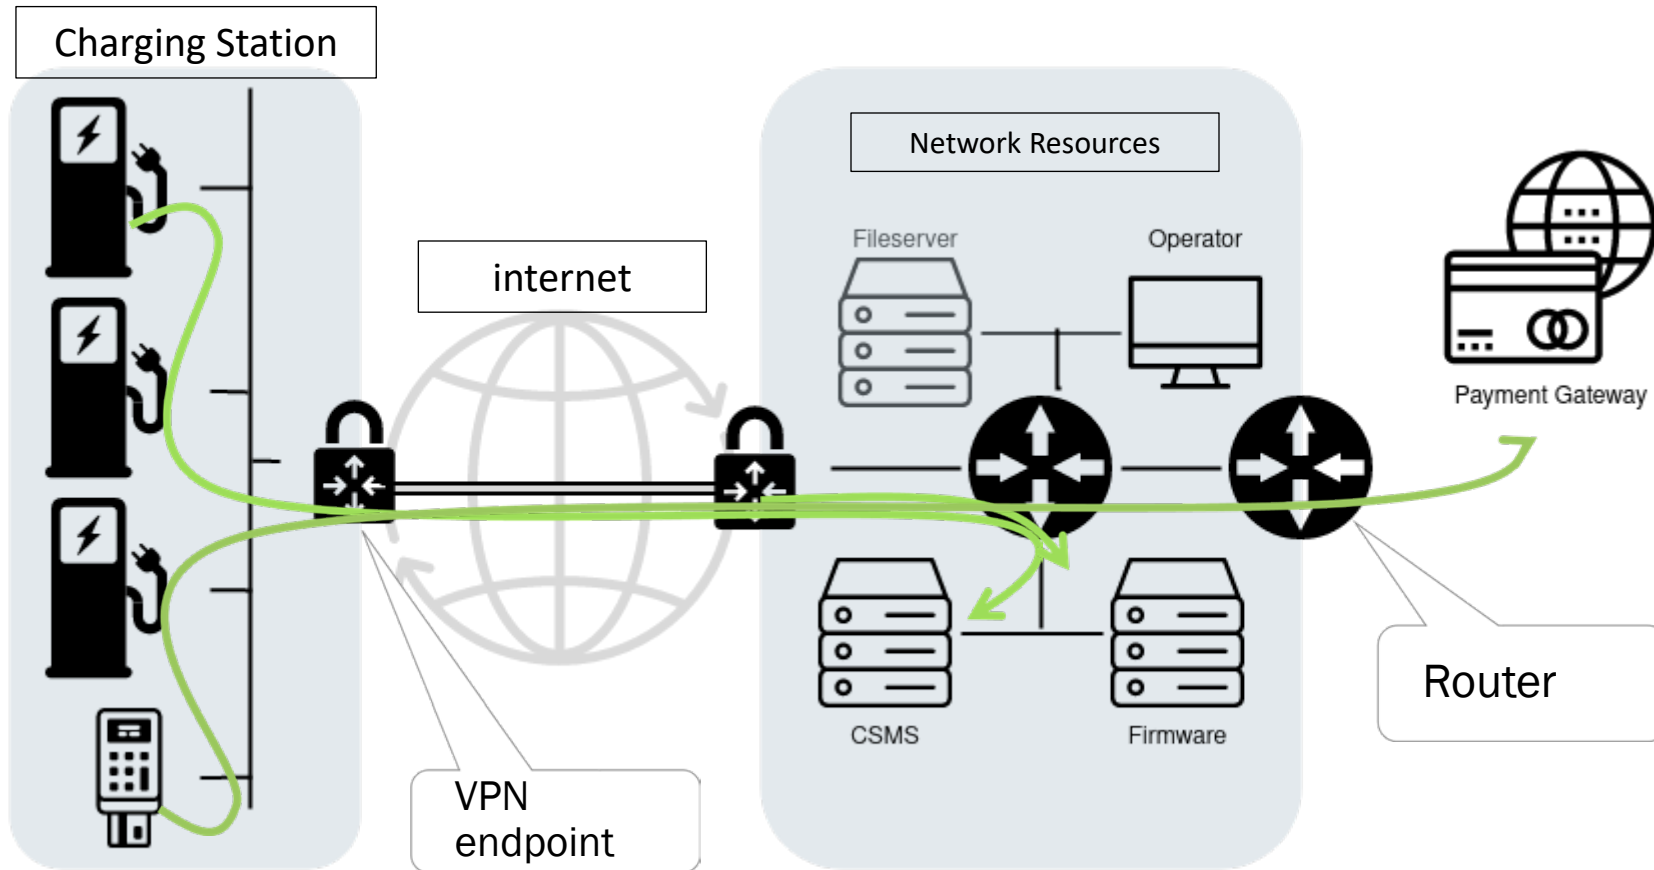 Charging Station
Network Resources
Fileserver
Operator
internet
Payment Gateway
Router
CSMS
Firmware
VPN
endpoint